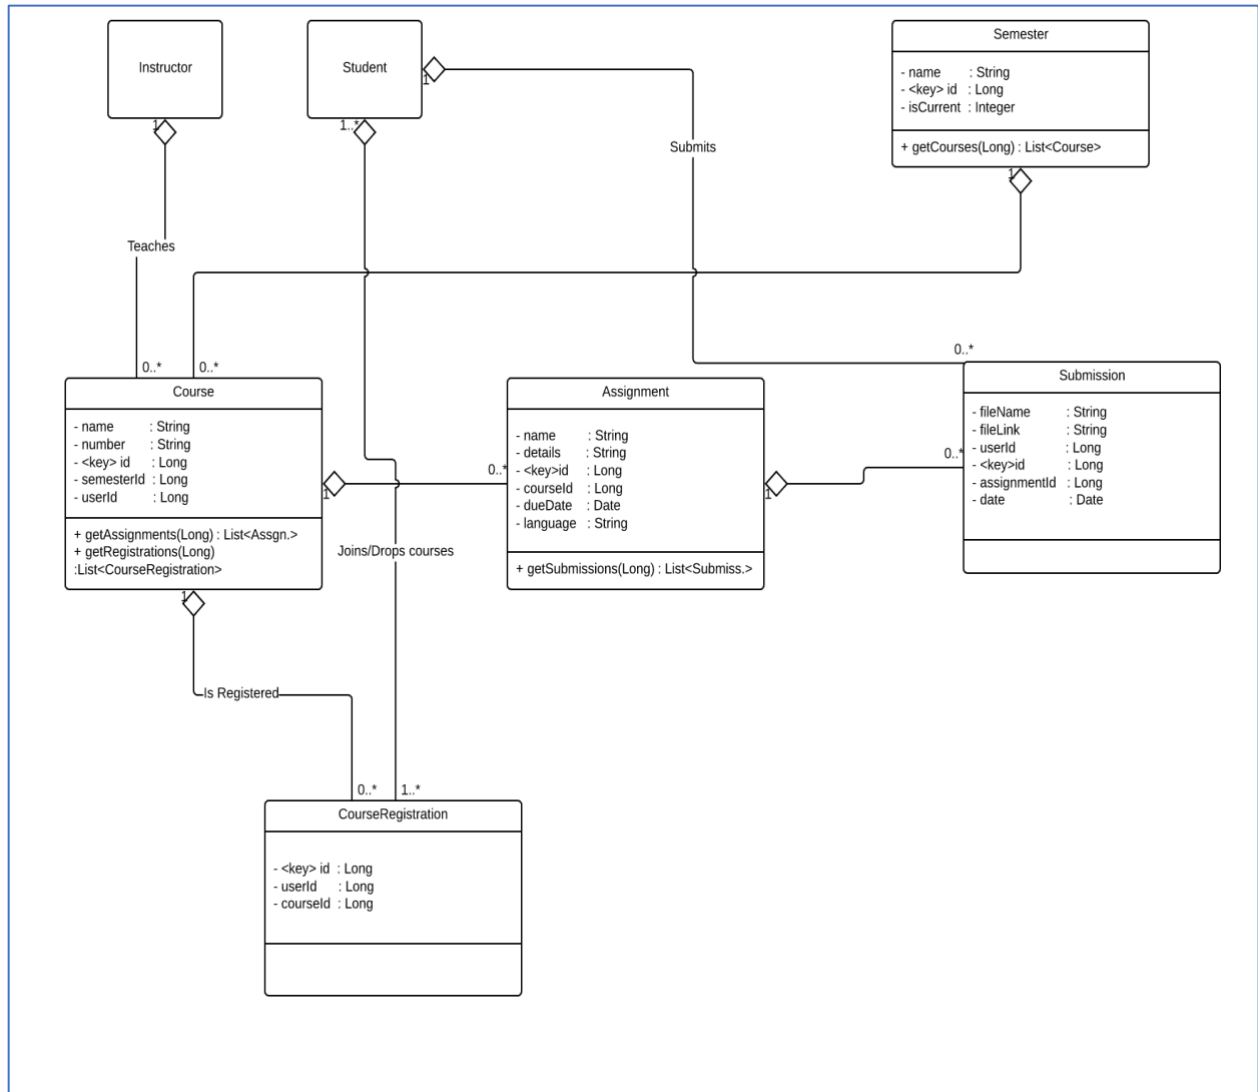 Instructor
Student
Semester
- name : String
- <key> id : Long
- isCurrent : Integer
+ getCourses(Long) : List<Course>
1
1..*
1
1
Submits
Teaches
0..*
0..*
0..*
Course
- name : String
- number : String
- <key> id : Long
- semesterId : Long
- userId : Long
+ getAssignments(Long) : List<Assgn.>
+ getRegistrations(Long)
:List<CourseRegistration>
1
0..*
Assignment
- name : String
- details : String
- <key>id : Long
- courseId : Long
- dueDate : Date
- language : String
+ getSubmissions(Long) : List<Submiss.>
1
0..*
Submission
- fileName : String
- fileLink : String
- userId : Long
- <key>id : Long
- assignmentId : Long
- date : Date
Joins/Drops courses
1
Is Registered
0..*
1..*
CourseRegistration
- <key> id : Long
- userId : Long
- courseId : Long